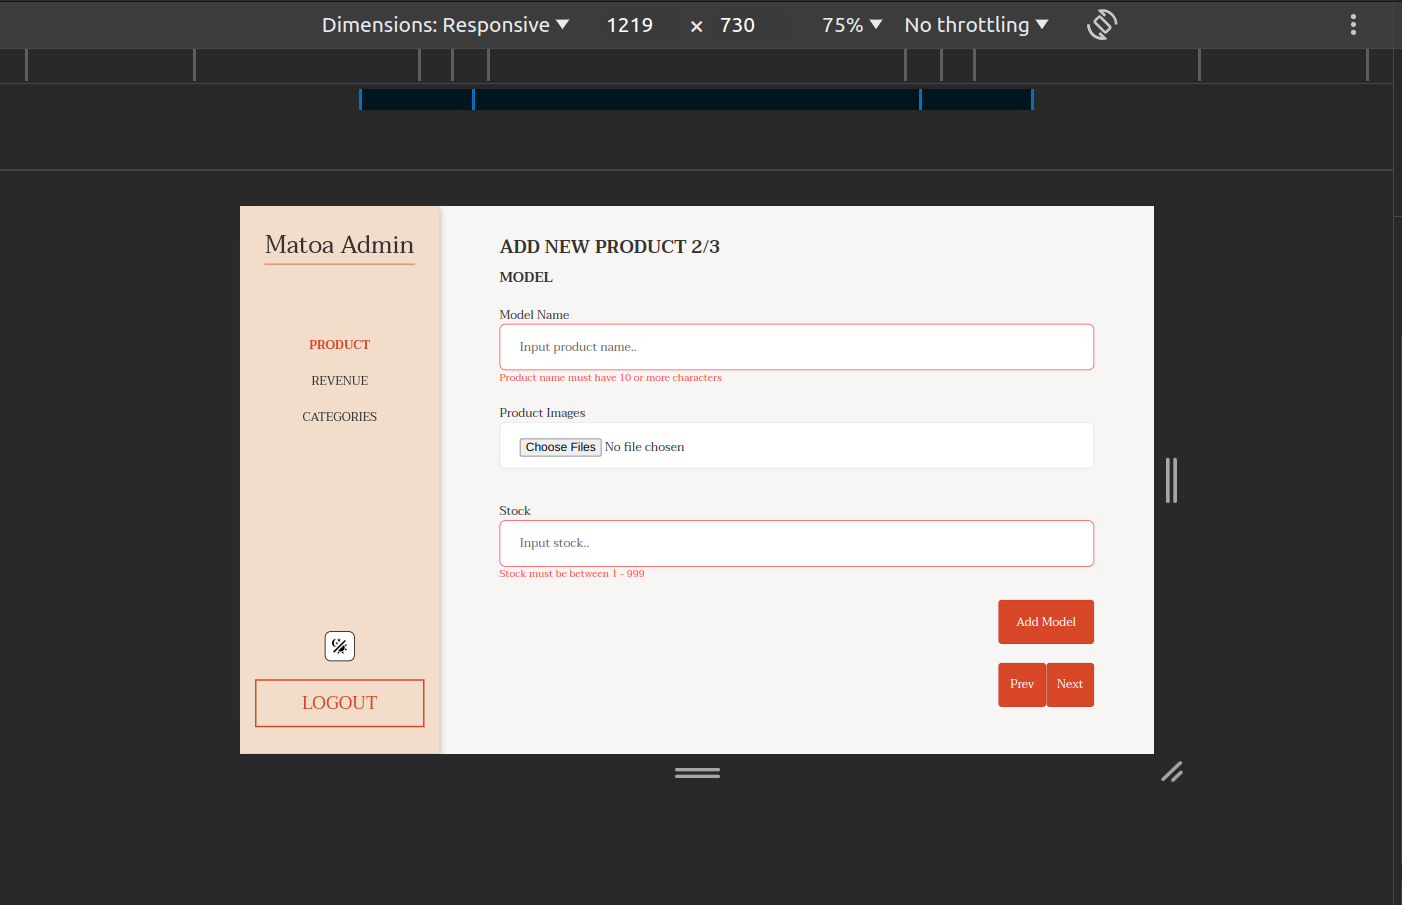 Dimensions: Responsive 1219 × 730 75% No throttling
Matoa Admin
PRODUCT
REVENUE
CATEGORIES
LOGOUT
ADD NEW PRODUCT 2/3
MODEL
Model Name
Input product name..
Product name must have 10 or more characters
Product Images
Choose Files No file chosen
Stock
Input stock..
Stock must be between 1 - 999
Add Model
Prev Next